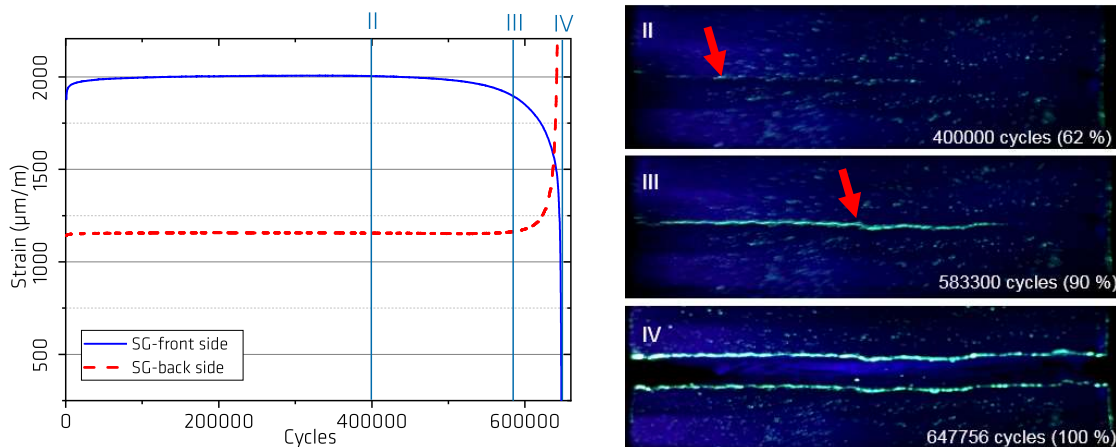 II
III
IV
2000
1500
1000
500
Strain (µm/m)
SG-front side
SG-back side
0
200000
400000
600000
Cycles
II
400000 cycles (62 %)
III
583300 cycles (90 %)
IV
647756 cycles (100 %)